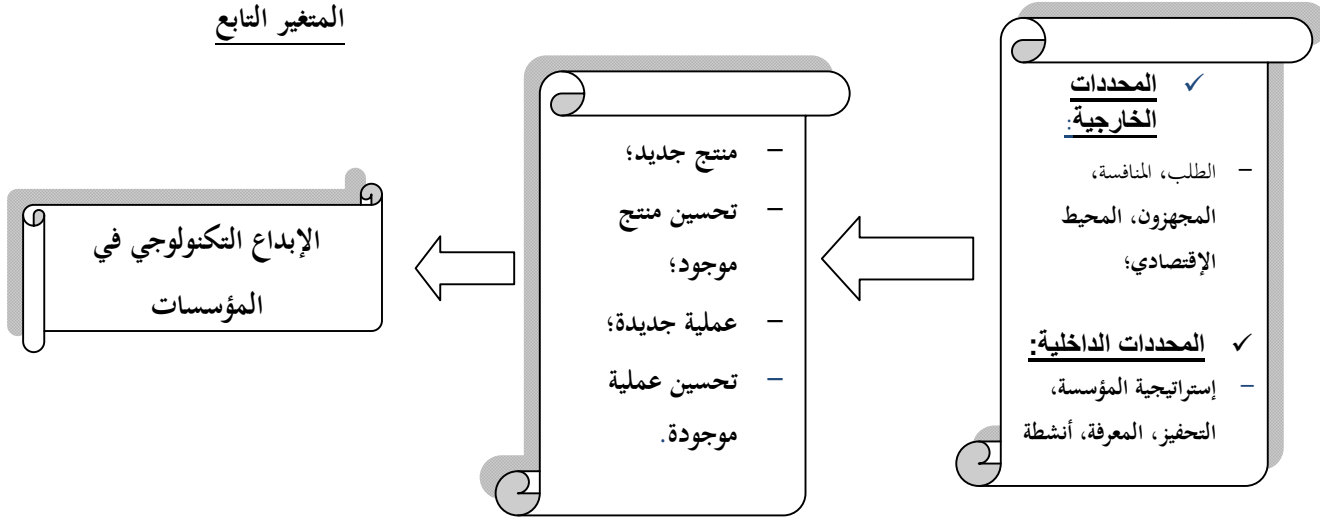 المتغير التابع
✓ المحددات
الخارجية:
– الطلب، المنافسة،
المجهزون، المحيط
الإقتصادي؛
✓ المحددات الداخلية:
– إستراتيجية المؤسسة،
التحفيز، المعرفة، أنشطة
– منتج جديد؛
– تحسين منتج
موجود؛
– عملية جديدة؛
– تحسين عملية
موجودة.
الإبداع التكنولوجي في
المؤسسات